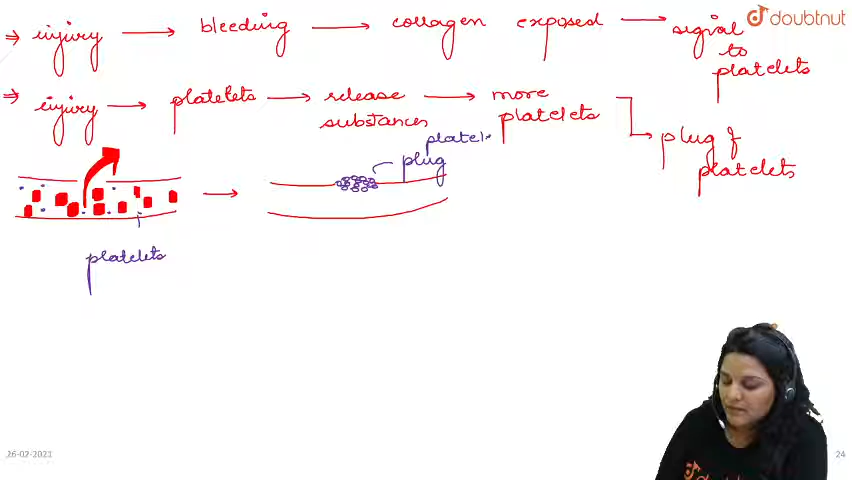 doubtnut
⇒ injury → bleeding → collagen exposed → signal
to
platelets
⇒ injury → platelets → release → more
substances platelets
plug of
platelets
platele
plug
platelets
26-02-2021
24